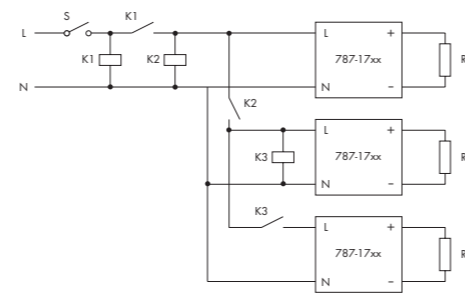 S K1
L L +
K1 K2 787-17xx R
N N –
K2
L +
K3 787-17xx R
N –
K3
L +
787-17xx R
N –